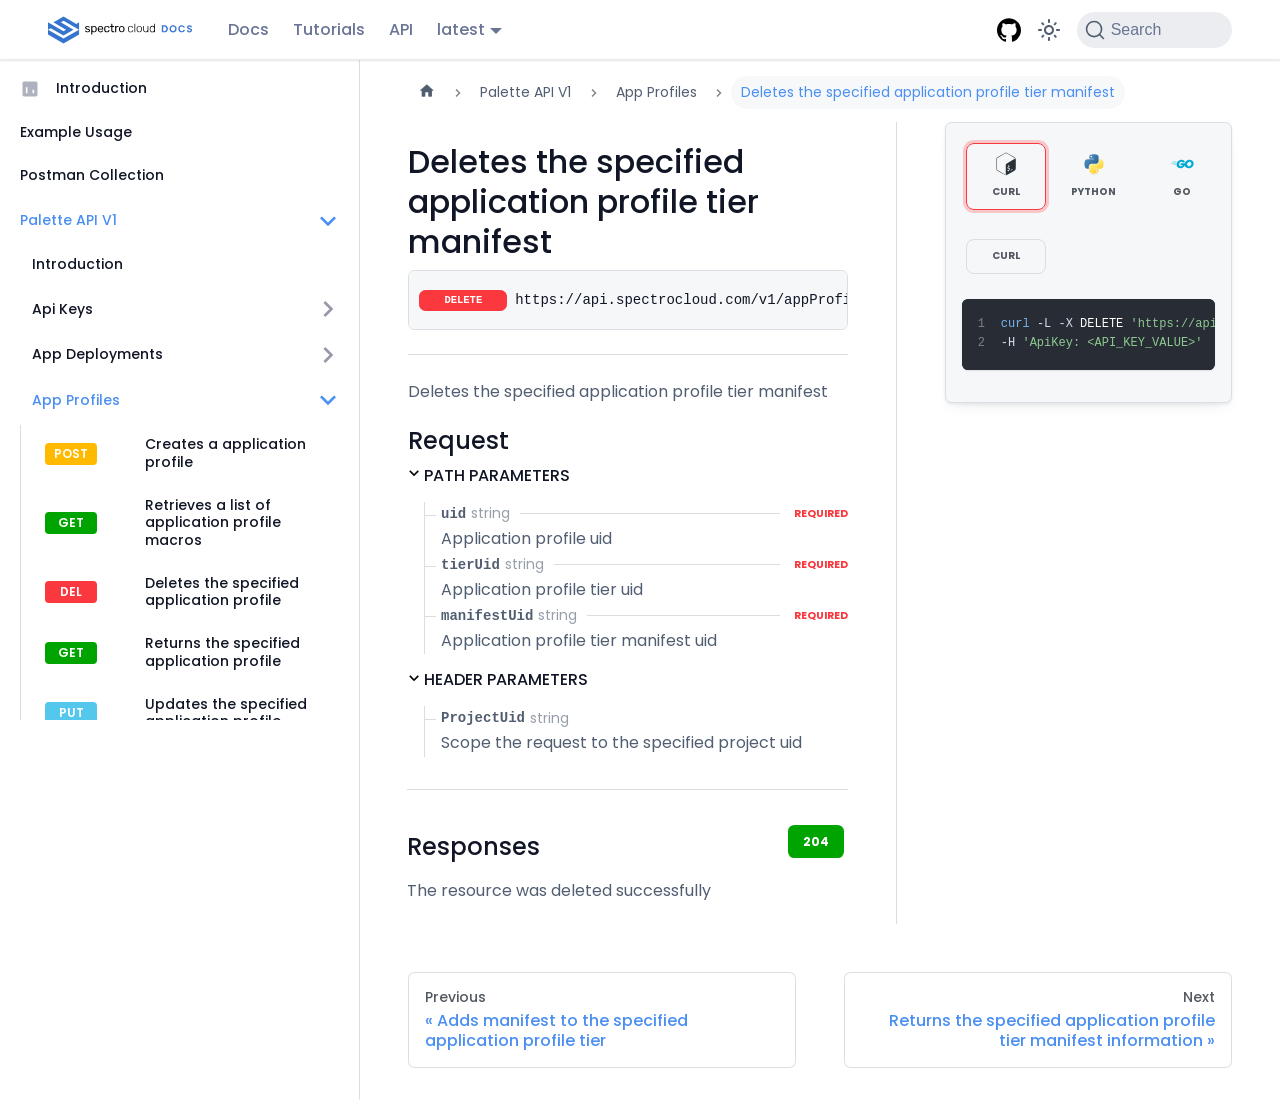 spectro cloud DOCS
Docs
Tutorials
API
latest
Search
Introduction
Example Usage
Postman Collection
Palette API V1
Introduction
Api Keys
App Deployments
App Profiles
POST
Creates a application
profile
GET
Retrieves a list of
application profile
macros
DEL
Deletes the specified
application profile
GET
Returns the specified
application profile
PUT
Updates the specified
application profile
Palette API V1
App Profiles
Deletes the specified application profile tier manifest
Deletes the specified
application profile tier
manifest
DELETE https://api.spectrocloud.com/v1/appProfi
Deletes the specified application profile tier manifest
Request
PATH PARAMETERS
uid string REQUIRED
Application profile uid
tierUid string REQUIRED
Application profile tier uid
manifestUid string REQUIRED
Application profile tier manifest uid
HEADER PARAMETERS
ProjectUid string
Scope the request to the specified project uid
Responses
204
The resource was deleted successfully
CURL
PYTHON
GO
GO
CURL
1 curl -L -X DELETE 'https://api
2 -H 'ApiKey: <API_KEY_VALUE>'
Previous
« Adds manifest to the specified
application profile tier
Next
Returns the specified application profile
tier manifest information »